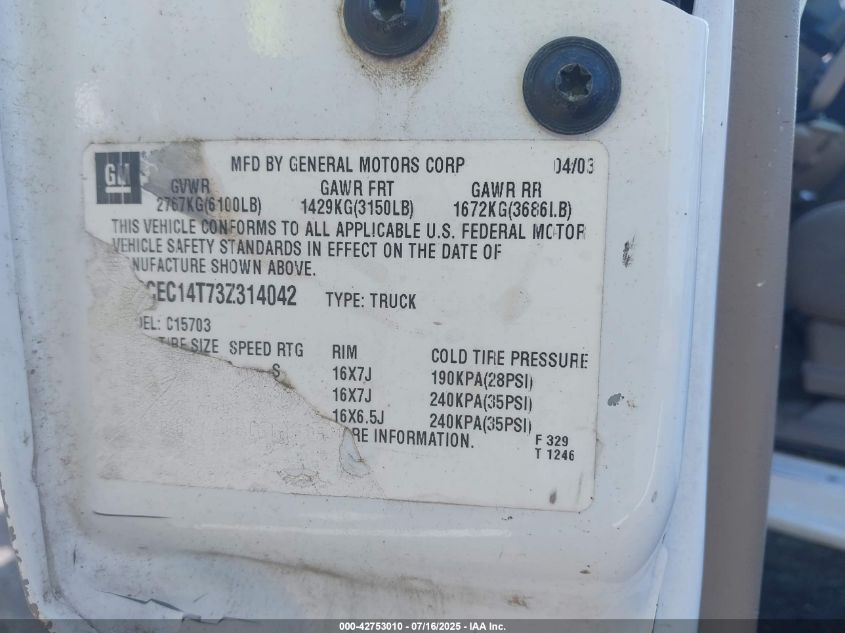 GM
MFD BY GENERAL MOTORS CORP 04/03
GVWR GAWR FRT GAWR RR
2767KG(6100LB) 1429KG(3150LB) 1672KG(3686LB)
THIS VEHICLE CONFORMS TO ALL APPLICABLE U.S. FEDERAL MOTOR
VEHICLE SAFETY STANDARDS IN EFFECT ON THE DATE OF
NUFACTURE SHOWN ABOVE.
CEC14T73Z314042 TYPE: TRUCK
DEL: C15703
TIRE SIZE SPEED RTG RIM COLD TIRE PRESSURE
S 16X7J 190KPA(28PSI)
16X7J 240KPA(35PSI)
16X6.5J 240KPA(35PSI)
RE INFORMATION. F 329
T 1246
000-42753010 - 07/16/2025 - IAA Inc.